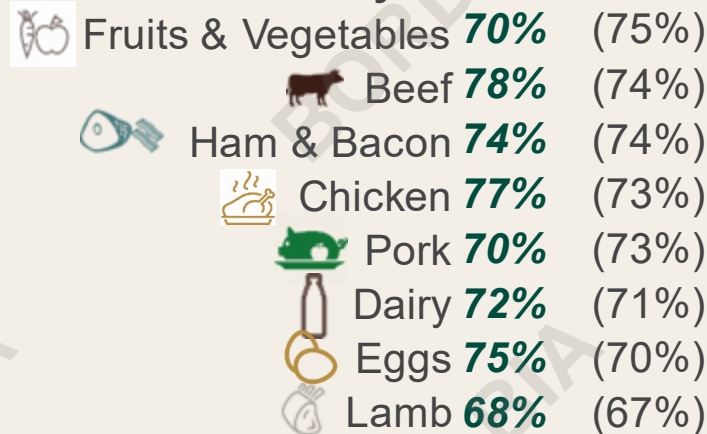 Fruits & Vegetables 70% (75%)
Beef 78% (74%)
Ham & Bacon 74% (74%)
Chicken 77% (73%)
Pork 70% (73%)
Dairy 72% (71%)
Eggs 75% (70%)
Lamb 68% (67%)